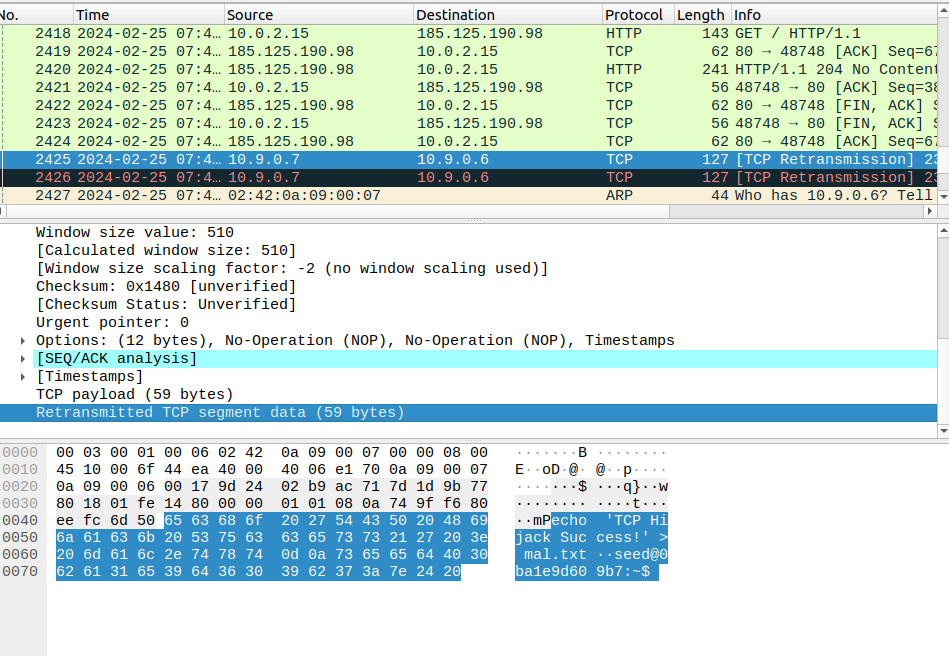 No. Time Source Destination Protocol Length Info
2418 2024-02-25 07:4… 10.0.2.15 185.125.190.98 HTTP 143 GET / HTTP/1.1
2419 2024-02-25 07:4… 185.125.190.98 10.0.2.15 TCP 62 80 → 48748 [ACK] Seq=67
2420 2024-02-25 07:4… 185.125.190.98 10.0.2.15 HTTP 241 HTTP/1.1 204 No Content
2421 2024-02-25 07:4… 10.0.2.15 185.125.190.98 TCP 56 48748 → 80 [ACK] Seq=38
2422 2024-02-25 07:4… 185.125.190.98 10.0.2.15 TCP 62 80 → 48748 [FIN, ACK] S
2423 2024-02-25 07:4… 10.0.2.15 185.125.190.98 TCP 56 48748 → 80 [FIN, ACK] S
2424 2024-02-25 07:4… 185.125.190.98 10.0.2.15 TCP 62 80 → 48748 [ACK] Seq=67
2425 2024-02-25 07:4… 10.9.0.7 10.9.0.6 TCP 127 [TCP Retransmission] 23
2426 2024-02-25 07:4… 10.9.0.7 10.9.0.6 TCP 127 [TCP Retransmission] 23
2427 2024-02-25 07:4… 02:42:0a:09:00:07 ARP 44 Who has 10.9.0.6? Tell
Window size value: 510
[Calculated window size: 510]
[Window size scaling factor: -2 (no window scaling used)]
Checksum: 0x1480 [unverified]
[Checksum Status: Unverified]
Urgent pointer: 0
Options: (12 bytes), No-Operation (NOP), No-Operation (NOP), Timestamps
[SEQ/ACK analysis]
[Timestamps]
TCP payload (59 bytes)
Retransmitted TCP segment data (59 bytes)
0000 00 03 00 01 00 06 02 42 0a 09 00 07 00 00 08 00 ·······B ········
0010 45 10 00 6f 44 ea 40 00 40 06 e1 70 0a 09 00 07 E··oD·@· @··p····
0020 0a 09 00 06 00 17 9d 24 02 b9 ac 71 7d 1d 9b 77 ·······$ ···q}··w
0030 80 18 01 fe 14 80 00 00 01 01 08 0a 74 9f f6 80 ········ ····t···
0040 ee fc 6d 50 65 63 68 6f 20 27 54 43 50 20 48 69 ··mPecho 'TCP Hi
0050 6a 61 63 6b 20 53 75 63 63 65 73 73 21 27 20 3e jack Suc cess!' >
0060 20 6d 61 6c 2e 74 78 74 0d 0a 73 65 65 64 40 30 mal.txt ··seed@0
0070 62 61 31 65 39 64 36 30 39 62 37 3a 7e 24 20 ba1e9d60 9b7:~$